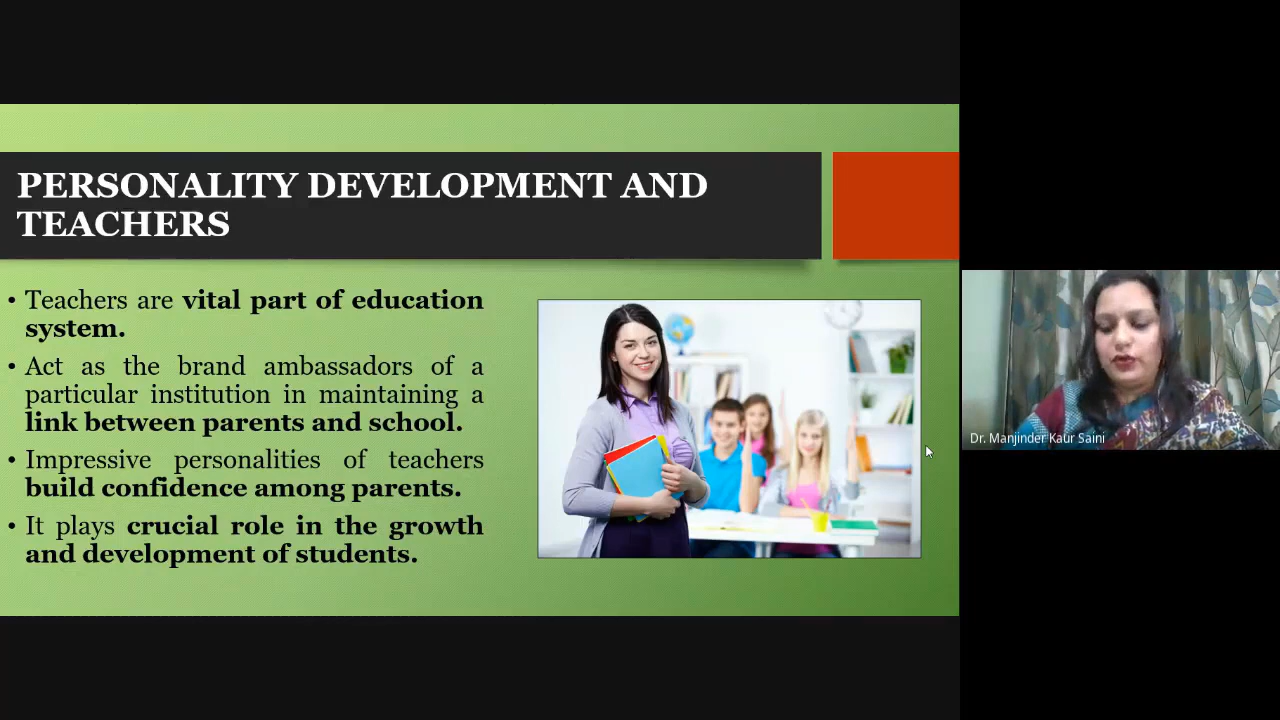 PERSONALITY DEVELOPMENT AND
TEACHERS
• Teachers are vital part of education
system.
• Act as the brand ambassadors of a
particular institution in maintaining a
link between parents and school.
• Impressive personalities of teachers
build confidence among parents.
• It plays crucial role in the growth
and development of students.
Dr. Manjinder Kaur Saini